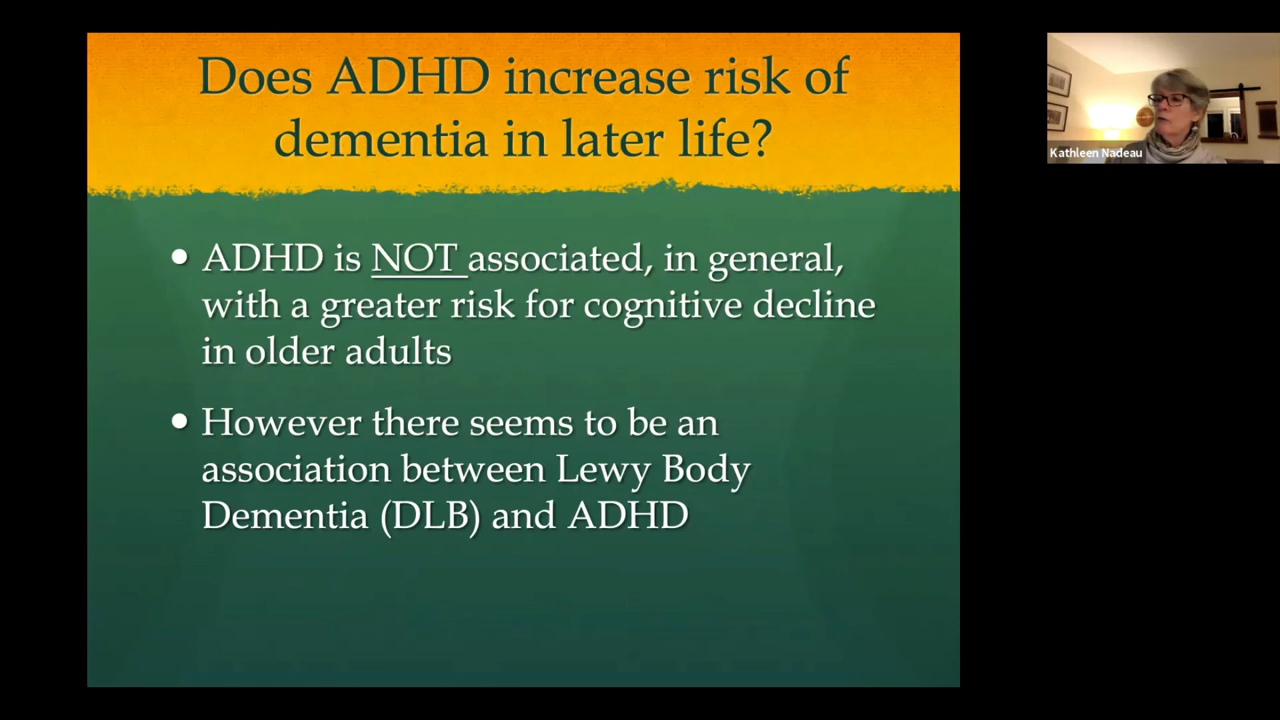 Does ADHD increase risk of
dementia in later life?
• ADHD is NOT associated, in general,
with a greater risk for cognitive decline
in older adults
• However there seems to be an
association between Lewy Body
Dementia (DLB) and ADHD
Kathleen Nadeau